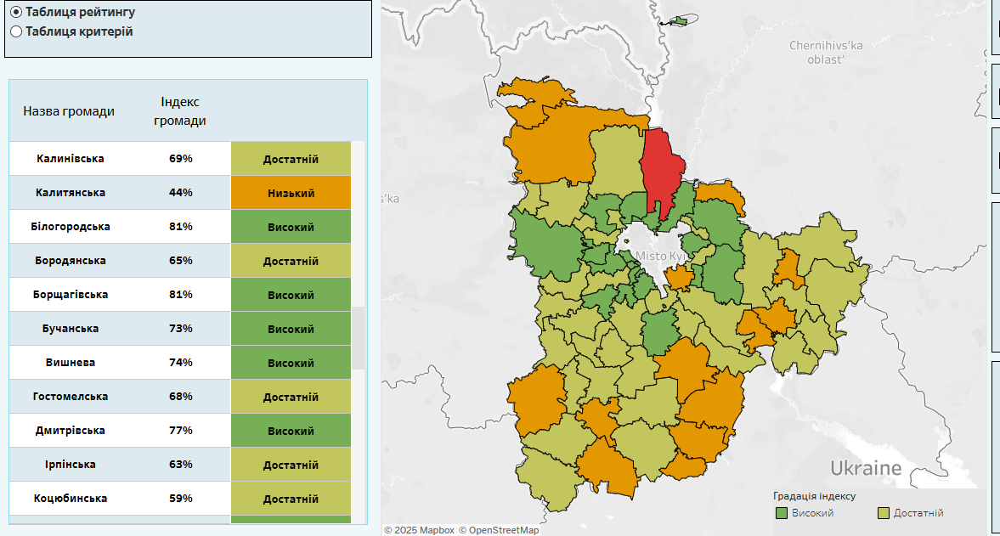 Таблиця рейтингу
Таблиця критерій
Назва громади
Індекс
громади
Калинівська 69% Достатній
Калитянська 44% Низький
Білогородська 81% Високий
Бородянська 65% Достатній
Борщагівська 81% Високий
Бучанська 73% Високий
Вишнева 74% Високий
Гостомельська 68% Достатній
Дмитрівська 77% Високий
Ірпінська 63% Достатній
Коцюбинська 59% Достатній
Chernihivs'ka
oblast'
s'ka
Misto Kyi
Ukraine
Градація індексу
Високий
Достатній
© 2025 Mapbox © OpenStreetMap